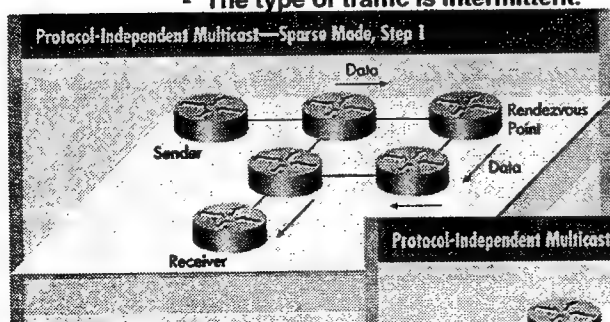 - The type of traffic is intermittent.
Protocol-Independent Multicast—Sparse Mode, Step 1
Data
Rendezvous
Point
Sender
Data
Receiver
Protocol-Independent Multicast